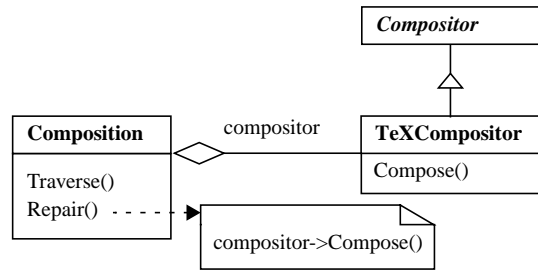 Compositor
Composition
compositor
TeXCompositor
Traverse()
Repair()
Compose()
compositor->Compose()